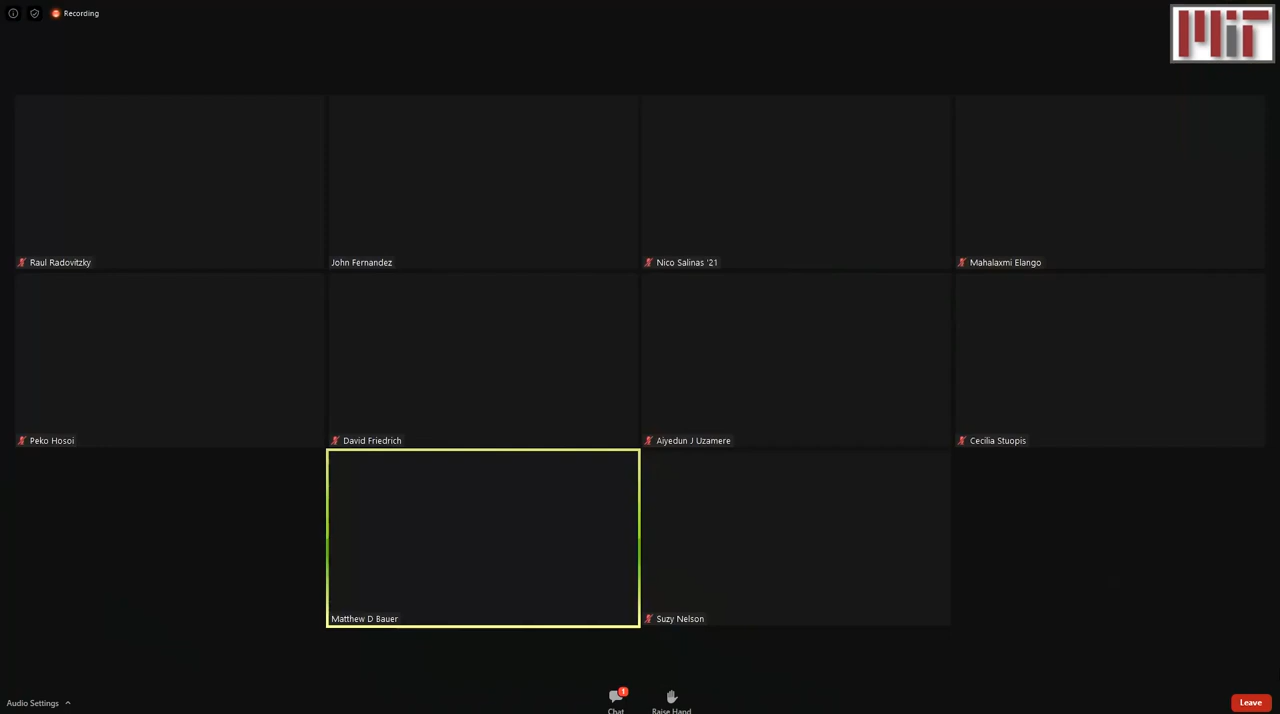 Recording
MIT
Raul Radovitzky
John Fernandez
Nico Salinas '21
Mahalaxmi Elango
Peko Hosoi
David Friedrich
Aiyedun J Uzamere
Cecilia Stuopis
Matthew D Bauer
Suzy Nelson
Audio Settings
1
Chat
Raise Hand
Leave